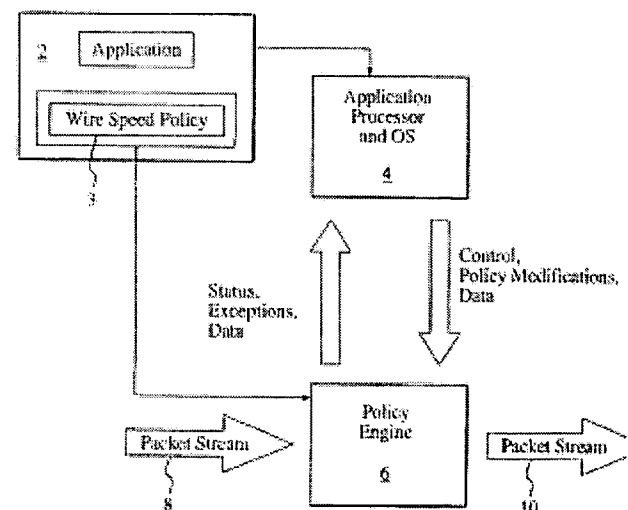 2
Application
Wire Speed Policy
3
Application
Processor
and OS
4
Status,
Exceptions,
Data
Control,
Policy Modifications,
Data
Policy
Engine
6
Packet Stream
8
Packet Stream
10